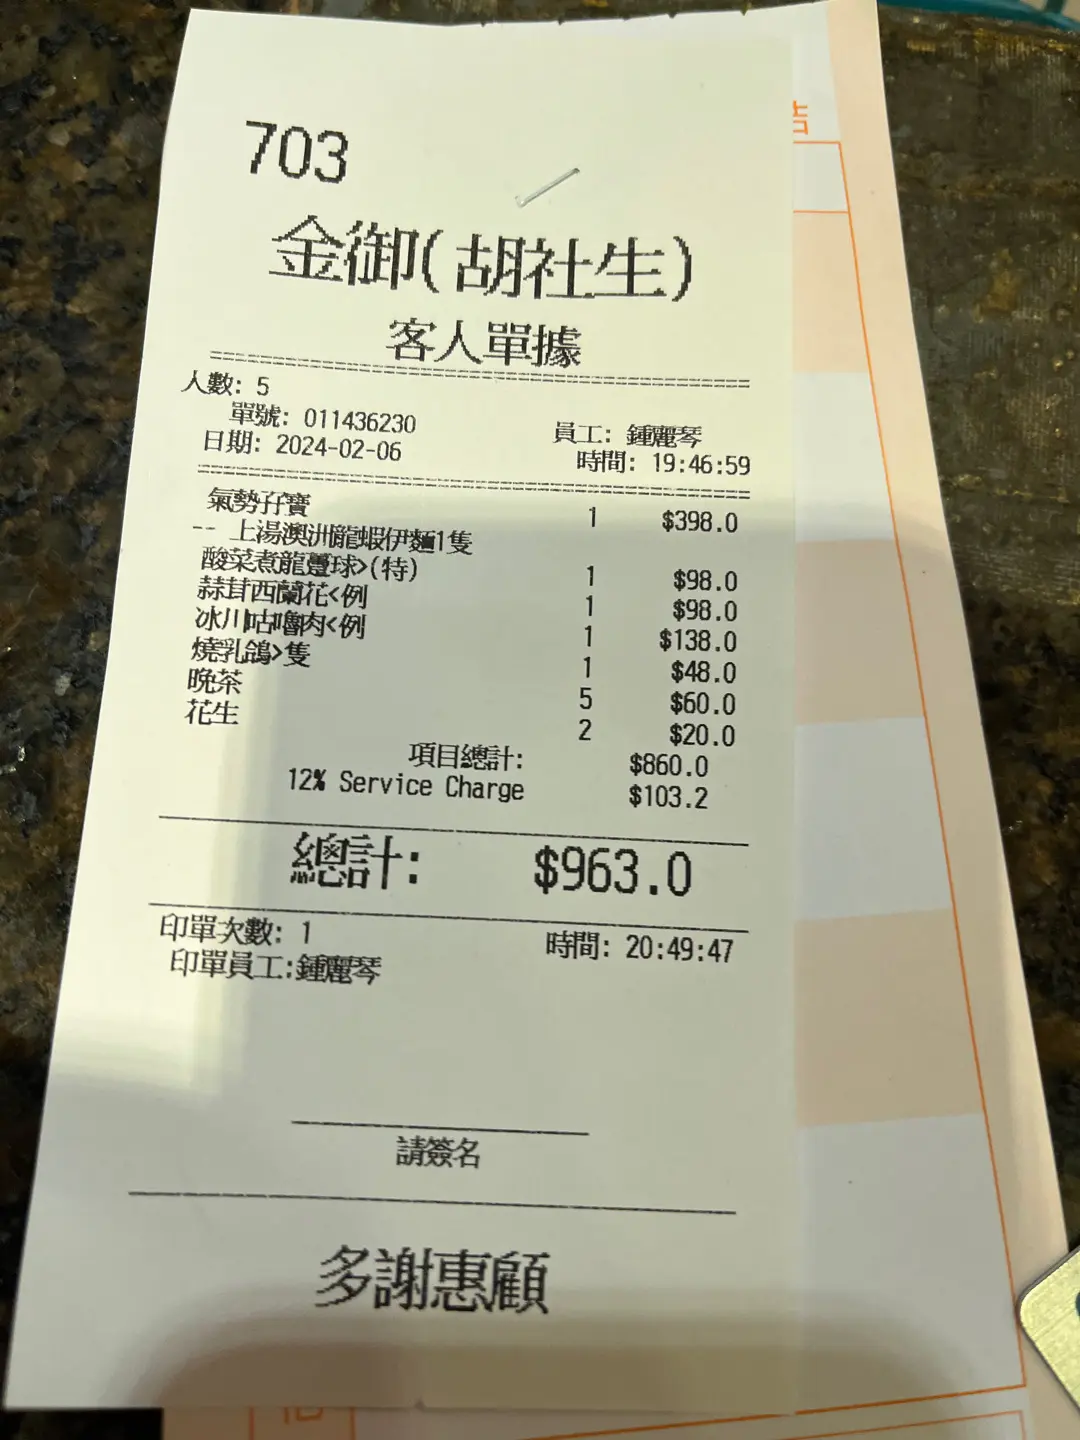 703
金御(胡社生)
客人單據
人數: 5
單號: 011436230 員工: 鍾麗琴
日期: 2024-02-06 時間: 19:46:59
氣勢孖寶 1 $398.0
-- 上湯澳洲龍蝦伊麵1隻
酸菜煮龍躉球>(特) 1 $98.0
蒜茸西蘭花<例 1 $98.0
冰川咕嚕肉<例 1 $138.0
燒乳鴿>隻 1 $48.0
晚茶 5 $60.0
花生 2 $20.0
項目總計: $860.0
12% Service Charge $103.2
總計: $963.0
印單次數: 1 時間: 20:49:47
印單員工:鍾麗琴
請簽名
多謝惠顧